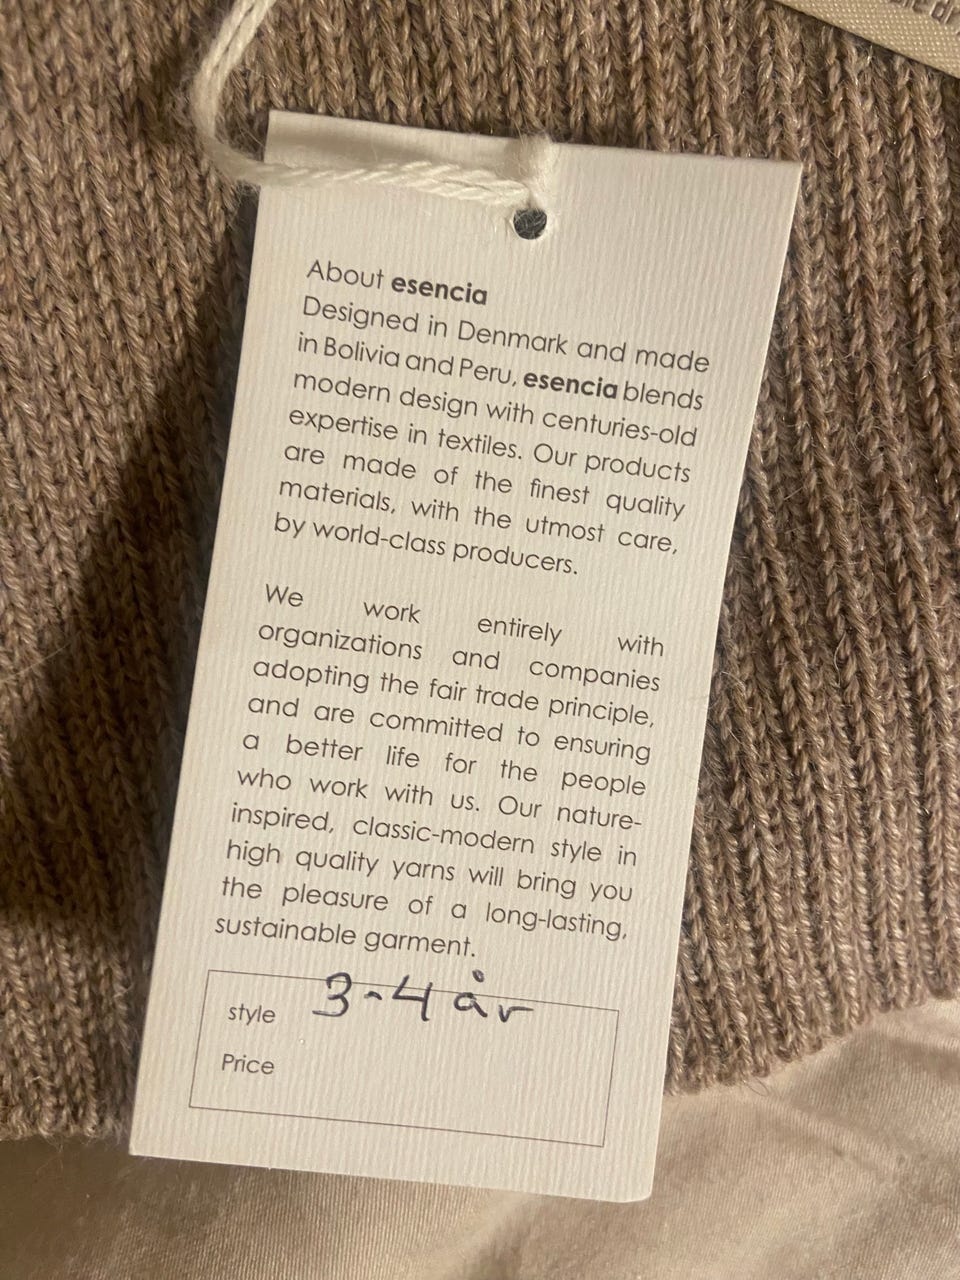 About esencia
Designed in Denmark and made
in Bolivia and Peru, esencia blends
modern design with centuries-old
expertise in textiles. Our products
are made of the finest quality
materials, with the utmost care,
by world-class producers.
We work entirely with
organizations and companies
adopting the fair trade principle,
and are committed to ensuring
a better life for the people
who work with us. Our nature-
inspired, classic-modern style in
high quality yarns will bring you
the pleasure of a long-lasting,
sustainable garment.
style 3-4 år
Price